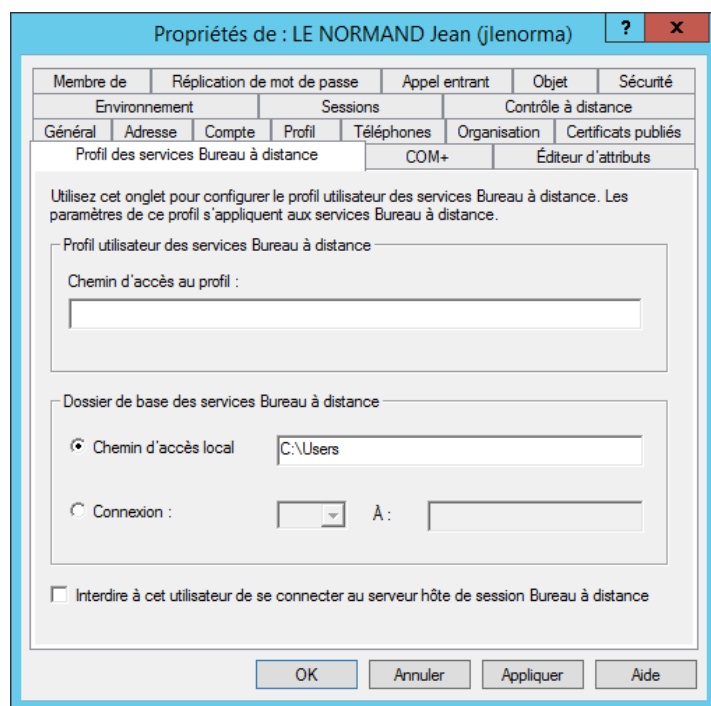 Propriétés de : LE NORMAND Jean (jlenorma)
? x
Membre de Réplication de mot de passe Appel entrant Objet Sécurité
Environnement Sessions Contrôle à distance
Général Adresse Compte Profil Téléphones Organisation Certificats publiés
Profil des services Bureau à distance COM+ Éditeur d'attributs
Utilisez cet onglet pour configurer le profil utilisateur des services Bureau à distance. Les
paramètres de ce profil s'appliquent aux services Bureau à distance.
Profil utilisateur des services Bureau à distance
Chemin d'accès au profil :
Dossier de base des services Bureau à distance
Chemin d'accès local C:\Users
Connexion : À :
Interdire à cet utilisateur de se connecter au serveur hôte de session Bureau à distance
OK Annuler Appliquer Aide